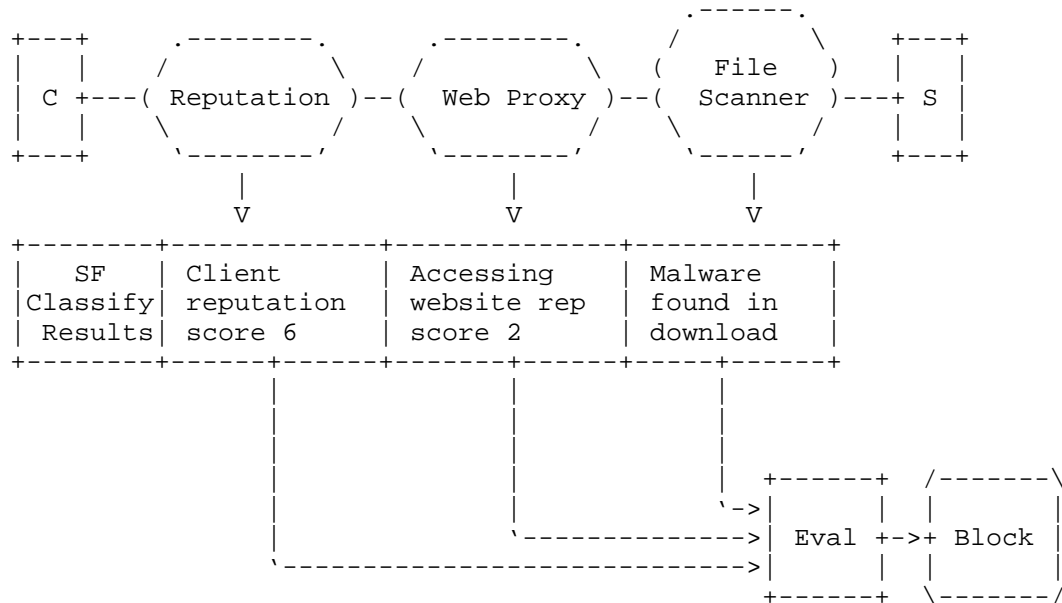 File
C Reputation Web Proxy Scanner S
V V V
SF Client Accessing Malware
Classify reputation website rep found in
Results score 6 score 2 download
Eval Block